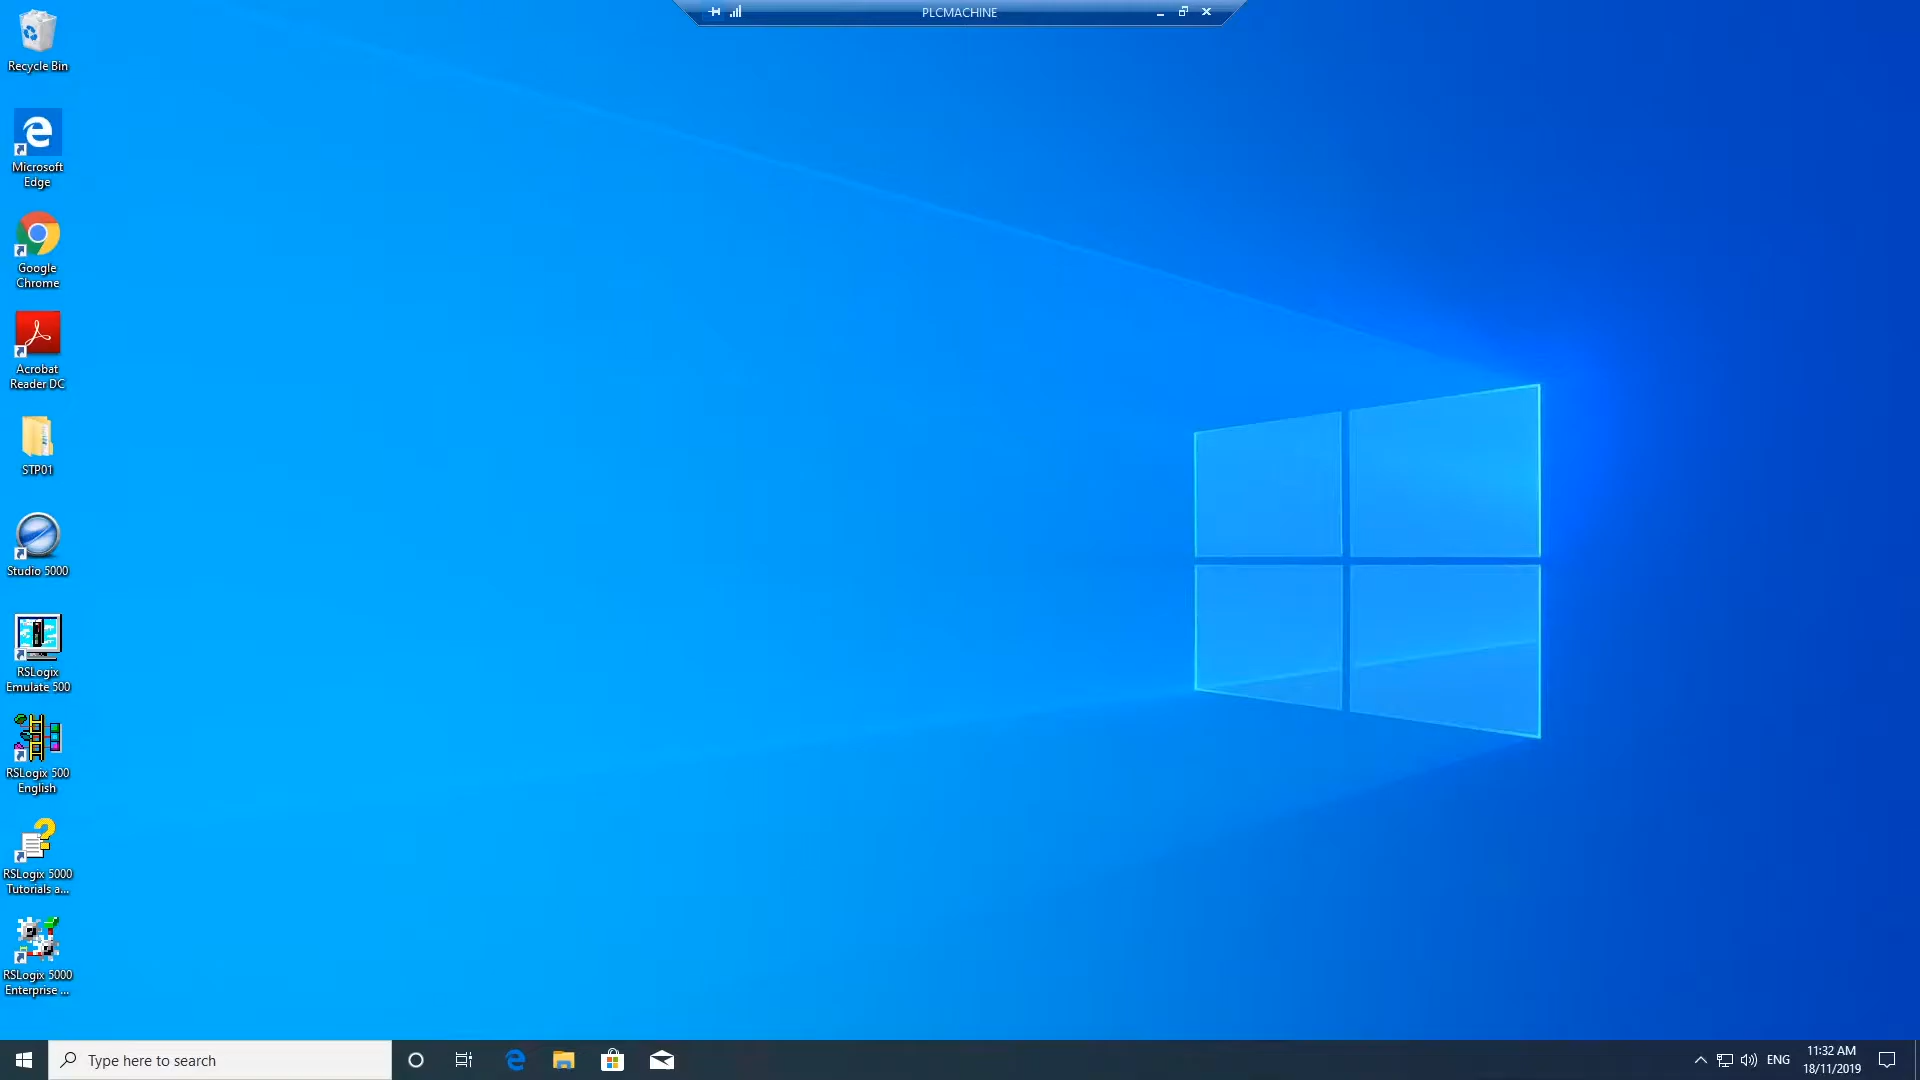 PLCMACHINE
Recycle Bin
Microsoft
Edge
Google
Chrome
Acrobat
Reader DC
STP01
Studio 5000
RSLogix
Emulate 500
RSLogix 500
English
RSLogix 5000
Tutorials a...
RSLogix 5000
Enterprise ...
Type here to search
ENG
11:32 AM
18/11/2019